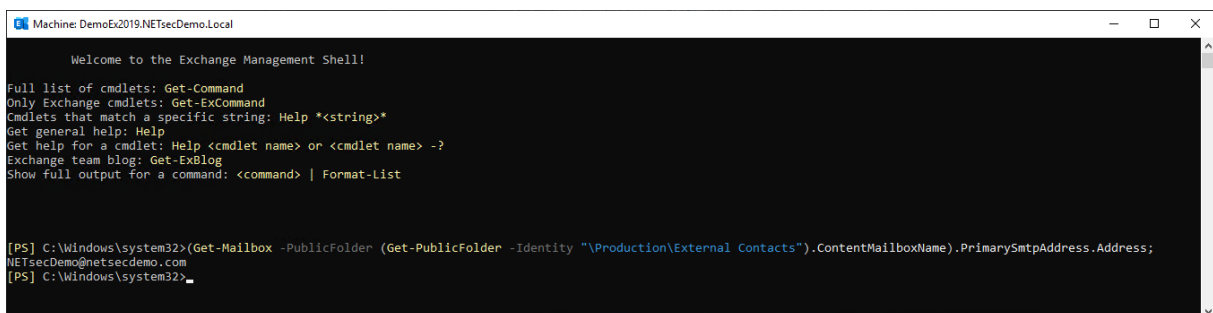 Machine: DemoEx2019.NETsecDemo.Local
Welcome to the Exchange Management Shell!
Full list of cmdlets: Get-Command
Only Exchange cmdlets: Get-ExCommand
Cmdlets that match a specific string: Help *<string>*
Get general help: Help
Get help for a cmdlet: Help <cmdlet name> or <cmdlet name> -?
Exchange team blog: Get-ExBlog
Show full output for a command: <command> | Format-List
[PS] C:\Windows\system32>(Get-Mailbox -PublicFolder (Get-PublicFolder -Identity "\Production\External Contacts").ContentMailboxName).PrimarySmtpAddress.Address;
NETsecDemo@netsecdemo.com
[PS] C:\Windows\system32>